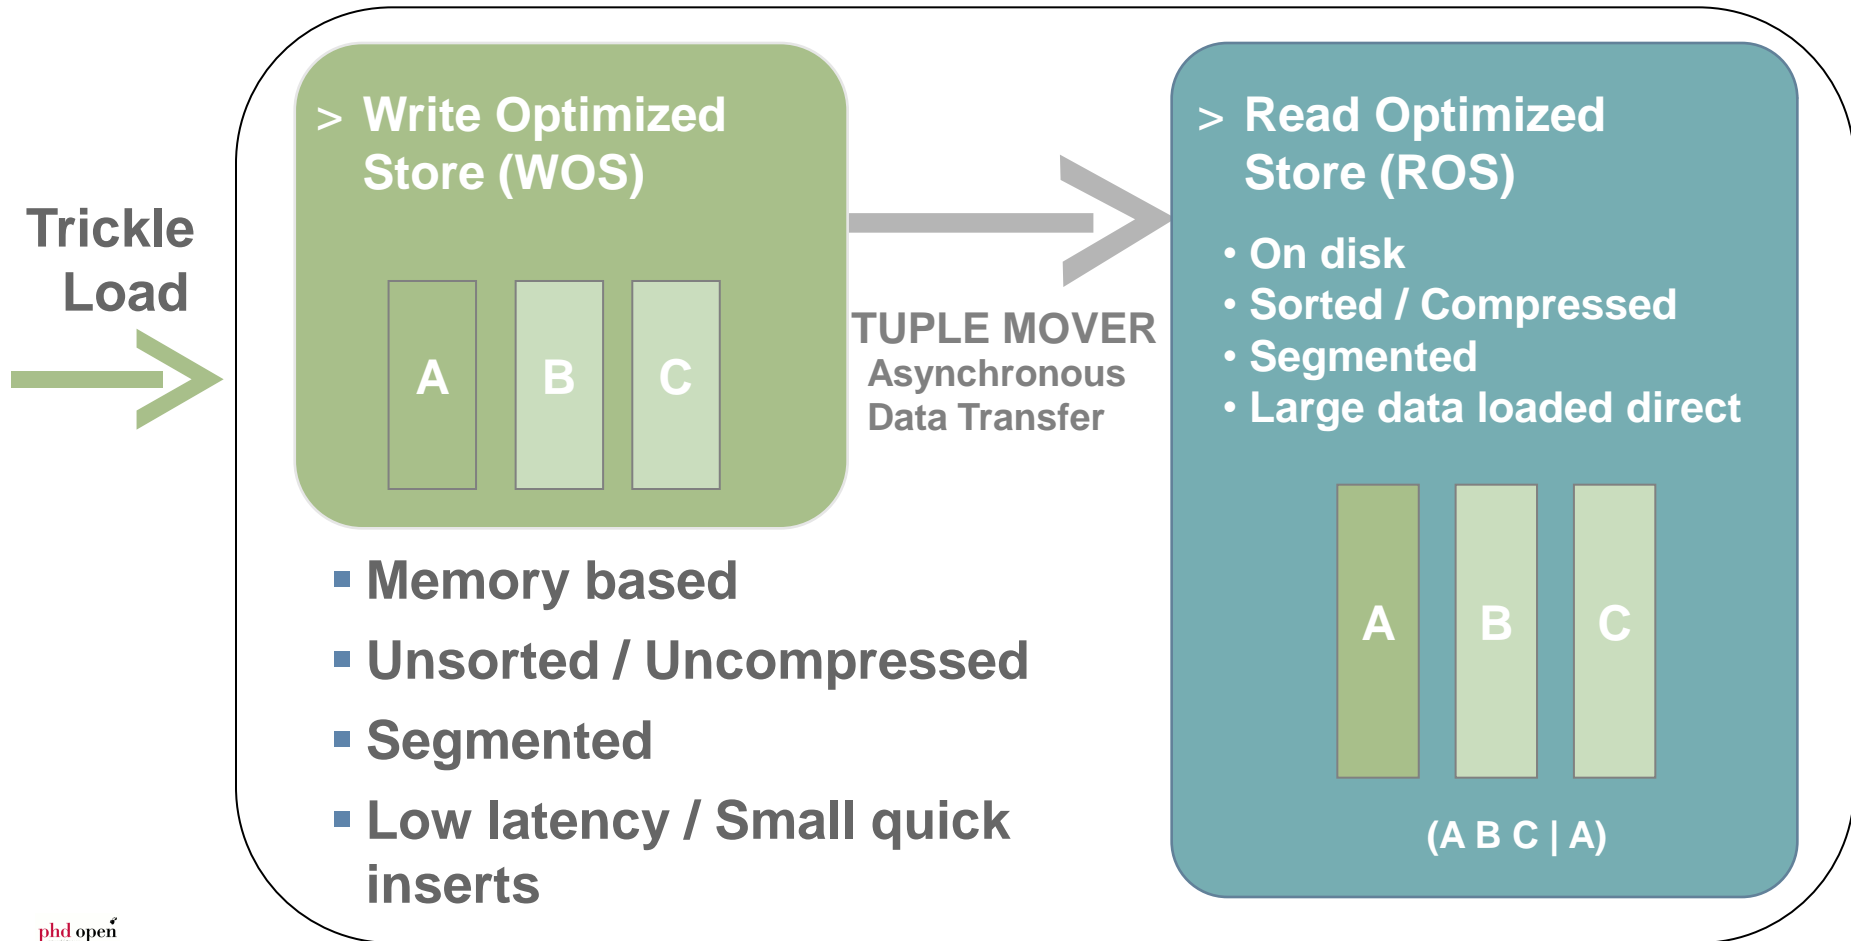 Trickle
Load
> Write Optimized
Store (WOS)
A B C
▪ Memory based
▪ Unsorted / Uncompressed
▪ Segmented
▪ Low latency / Small quick
inserts
TUPLE MOVER
Asynchronous
Data Transfer
> Read Optimized
Store (ROS)
• On disk
• Sorted / Compressed
• Segmented
• Large data loaded direct
A B C
(A B C | A)
phd open